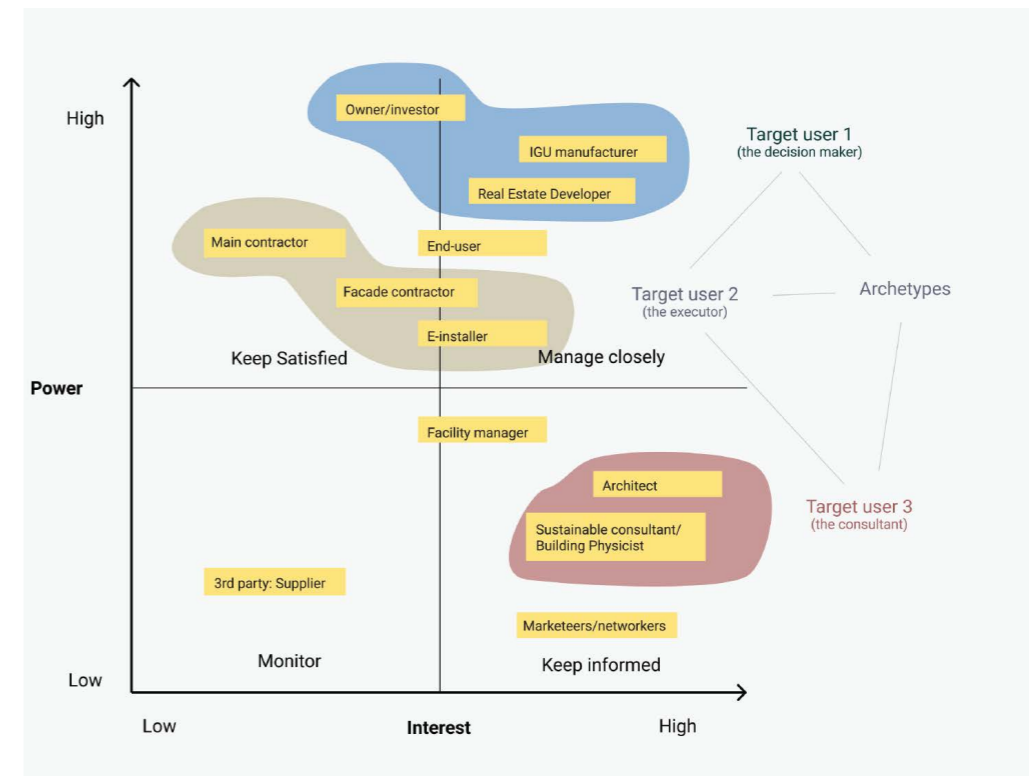 High
Owner/investor
IGU manufacturer
Real Estate Developer
Target user 1
(the decision maker)
Main contractor
End-user
Facade contractor
E-installer
Target user 2
(the executor)
Archetypes
Keep Satisfied
Manage closely
Power
Facility manager
Architect
Sustainable consultant/
Building Physicist
Target user 3
(the consultant)
3rd party: Supplier
Marketeers/networkers
Monitor
Keep informed
Low
Low
Interest
High